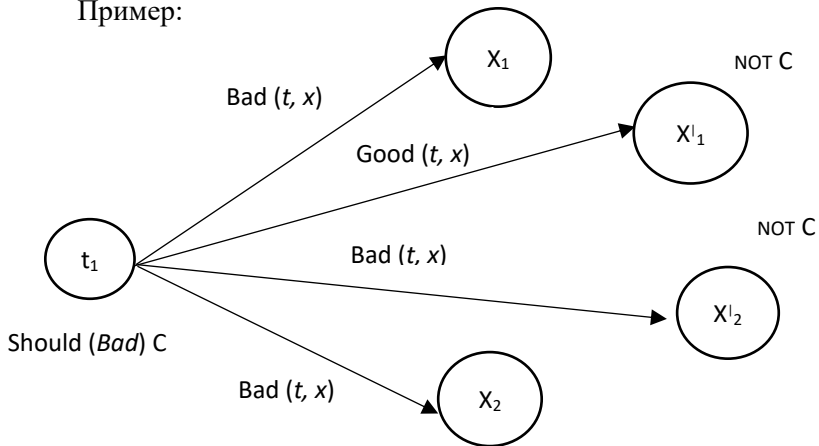 Пример:
X₁
NOT C
Bad (t, x)
Good (t, x)
X|₁
NOT C
Bad (t, x)
t₁
X|₂
Should (Bad) C
Bad (t, x)
X₂